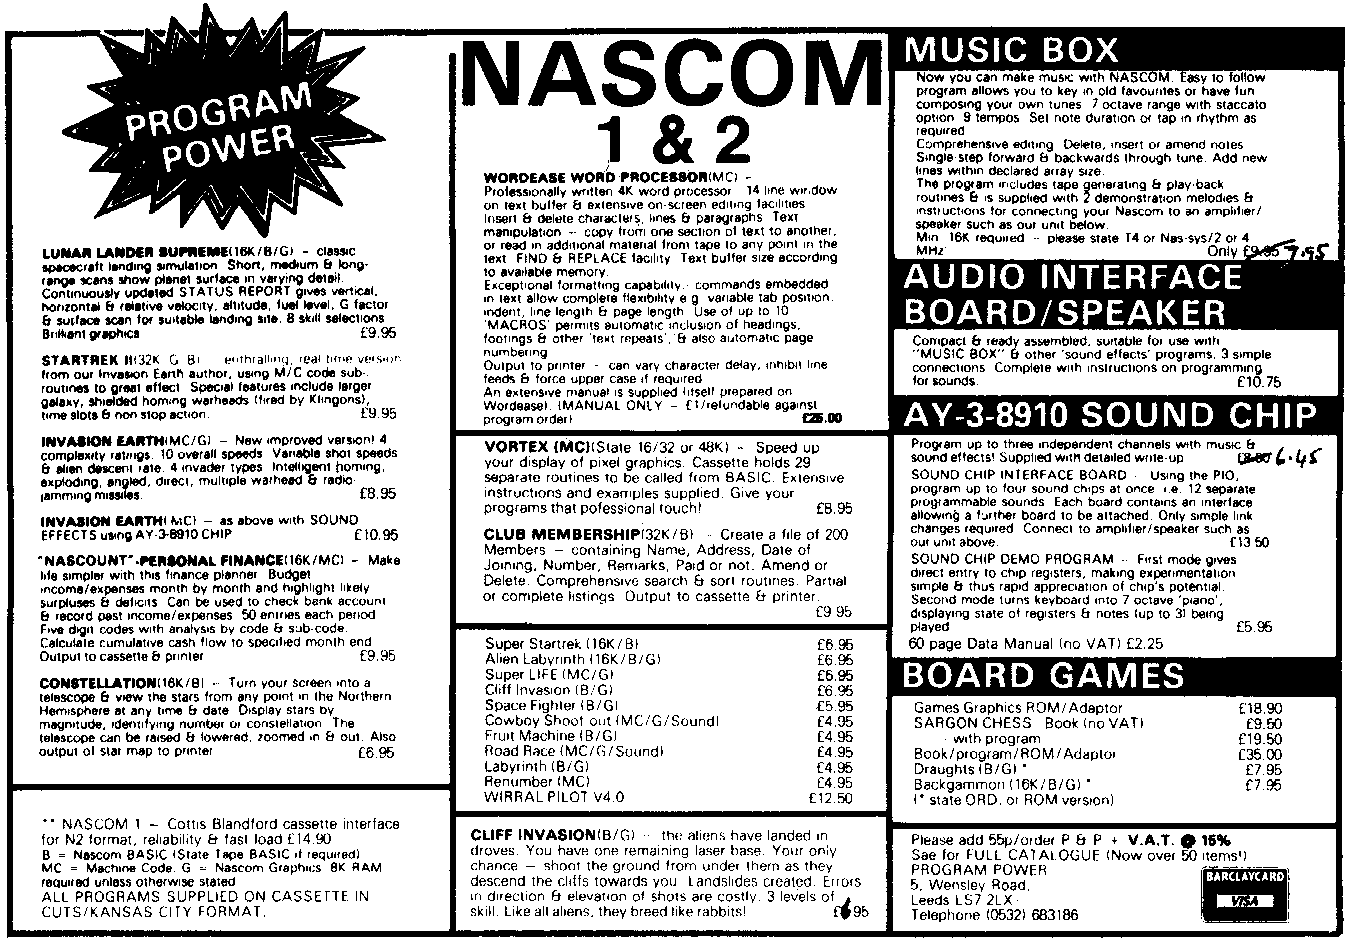 PROGRAM
POWER
LUNAR LANDER SUPREME(16K/B/G) – classic
spacecraft landing simulation Short, medium & long-
range scans show planet surface in varying detail.
Continuously updated STATUS REPORT gives vertical,
horizontal & relative velocity, altitude, fuel level, G factor
& surface scan for suitable landing site. 8 skill selections
Brilliant graphics £9.95
STARTREK II(32K G B) – enthralling, real time version
from our Invasion Earth author, using M/C code sub-
routines to great effect Special features include larger
galaxy, shielded homing warheads (fired by Klingons),
time slots & non stop action. £9.95
INVASION EARTH(MC/G) – New improved version! 4
complexity ratings. 10 overall speeds Variable shot speeds
& alien descent rate. 4 invader types Intelligent homing,
exploding, angled, direct, multiple warhead & radio
jamming missiles. £8.95
INVASION EARTH( MC) – as above with SOUND
EFFECTS using AY-3-8910 CHIP £10.95
"NASCOUNT"-PERSONAL FINANCE(16K/MC) – Make
life simpler with this finance planner Budget
income/expenses month by month and highlight likely
surpluses & deficits Can be used to check bank account
& record past income/expenses 50 entries each period
Five digit codes with analysis by code & sub-code.
Calculate cumulative cash flow to specified month end
Output to cassette & printer £9.95
CONSTELLATION(16K/B) – Turn your screen into a
telescope & view the stars from any point in the Northern
Hemisphere at any time & date Display stars by
magnitude, identifying number or constellation The
telescope can be raised & lowered, zoomed in & out. Also
output of star map to printer £6.95
** NASCOM 1 – Cottis Blandford cassette interface
for N2 format, reliability & fast load £14.90
B = Nascom BASIC (State Tape BASIC if required)
MC = Machine Code. G = Nascom Graphics 8K RAM
required unless otherwise stated
ALL PROGRAMS SUPPLIED ON CASSETTE IN
CUTS/KANSAS CITY FORMAT.
NASCOM
1 & 2
WORDEASE WORD PROCESSOR(MC) –
Professionally written 4K word processor 14 line window
on text buffer & extensive on-screen editing facilities
Insert & delete characters, lines & paragraphs Text
manipulation – copy from one section of text to another,
or read in additional material from tape to any point in the
text FIND & REPLACE facility Text buffer size according
to available memory.
Exceptional formatting capability.- commands embedded
in text allow complete flexibility e.g variable tab position.
indent, line length & page length Use of up to 10
'MACROS' permits automatic inclusion of headings,
footings & other 'text repeats', & also automatic page
numbering
Output to printer – can vary character delay, inhibit line
feeds & force upper case if required
An extensive manual is supplied (itself prepared on
Wordease). (MANUAL ONLY – £1/refundable against
program order) £25.00
VORTEX (MC)(State 16/32 or 48K) – Speed up
your display of pixel graphics. Cassette holds 29
separate routines to be called from BASIC. Extensive
instructions and examples supplied. Give your
programs that pofessional touch! £8.95
CLUB MEMBERSHIP(32K/B) – Create a file of 200
Members – containing Name, Address, Date of
Joining, Number, Remarks, Paid or not. Amend or
Delete. Comprehensive search & sort routines. Partial
or complete listings Output to cassette & printer.
£9 95
Super Startrek (16K/B) £6.95
Alien Labyrinth (16K/B/G) £6.95
Super LIFE (MC/G) £5.95
Cliff Invasion (B/G) £6.95
Space Fighter (B/G) £5.95
Cowboy Shoot out (MC/G/Sound) £4.95
Fruit Machine (B/G) £4.95
Road Race (MC/G/Sound) £4.95
Labyrinth (B/G) £4.95
Renumber (MC) £4.95
WIRRAL PILOT V4.0 £12.50
CLIFF INVASION(B/G) – the aliens have landed in
droves. You have one remaining laser base. Your only
chance – shoot the ground from under them as they
descend the cliffs towards you Landslides created. Errors
in direction & elevation of shots are costly. 3 levels of
skill. Like all aliens, they breed like rabbits! £6 95
MUSIC BOX
Now you can make music with NASCOM. Easy to follow
program allows you to key in old favourites or have fun
composing your own tunes 7 octave range with staccato
option 9 tempos Set note duration or tap in rhythm as
required
Comprehensive editing Delete, insert or amend notes
Single-step forward & backwards through tune. Add new
lines within declared array size.
The program includes tape generating & play-back
routines & is supplied with 2 demonstration melodies &
instructions for connecting your Nascom to an amplifier/
speaker such as our unit below.
Min 16K required – please state T4 or Nas-sys/2 or 4
MHz Only £9.95 7.95
AUDIO INTERFACE
BOARD/SPEAKER
Compact & ready assembled, suitable for use with
"MUSIC BOX" & other 'sound effects' programs. 3 simple
connections Complete with instructions on programming
for sounds. £10.75
AY-3-8910 SOUND CHIP
Program up to three independent channels with music &
sound effects! Supplied with detailed write-up 6.45
SOUND CHIP INTERFACE BOARD - Using the PIO,
program up to four sound chips at once i.e. 12 separate
programmable sounds. Each board contains an interface
allowing a further board to be attached. Only simple link
changes required Connect to amplifier/speaker such as
our unit above. £13 50
SOUND CHIP DEMO PROGRAM – First mode gives
direct entry to chip registers, making experimentation
simple & thus rapid appreciation of chip's potential.
Second mode turns keyboard into 7 octave 'piano',
displaying state of registers & notes (up to 3) being
played £5.95
60 page Data Manual (no VAT) £2.25
BOARD GAMES
Games Graphics ROM/Adaptor £18.90
SARGON CHESS Book (no VAT) £9.50
- with program £19.50
Book/program/ROM/Adaptor £35.00
Draughts (B/G) * £7.95
Backgammon (16K/B/G) * £7.95
(* state ORD. or ROM version)
Please add 55p/order P & P + V.A.T. @ 15%
Sae for FULL CATALOGUE (Now over 50 items!)
PROGRAM POWER
5, Wensley Road,
Leeds LS7 2LX
Telephone (0532) 683186
BARCLAYCARD
VISA